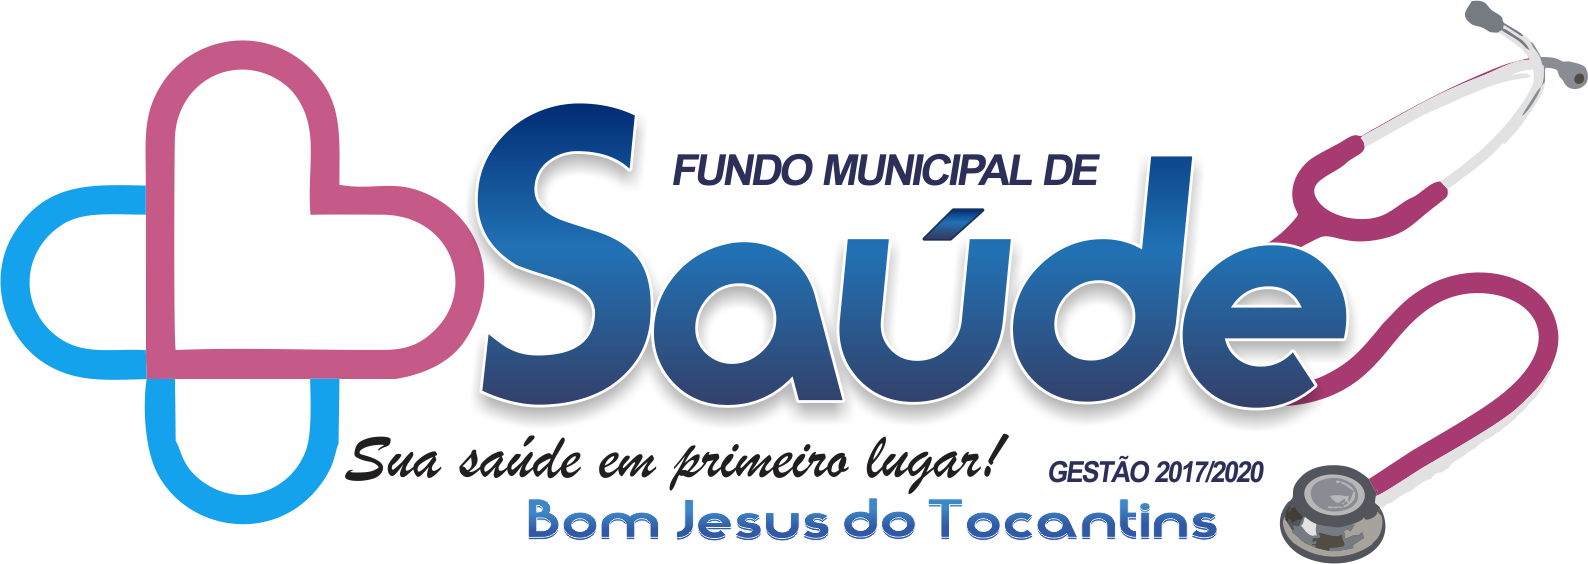 FUNDO MUNICIPAL DE
Saúde
Sua saúde em primeiro lugar!
GESTÃO 2017/2020
Bom Jesus do Tocantins